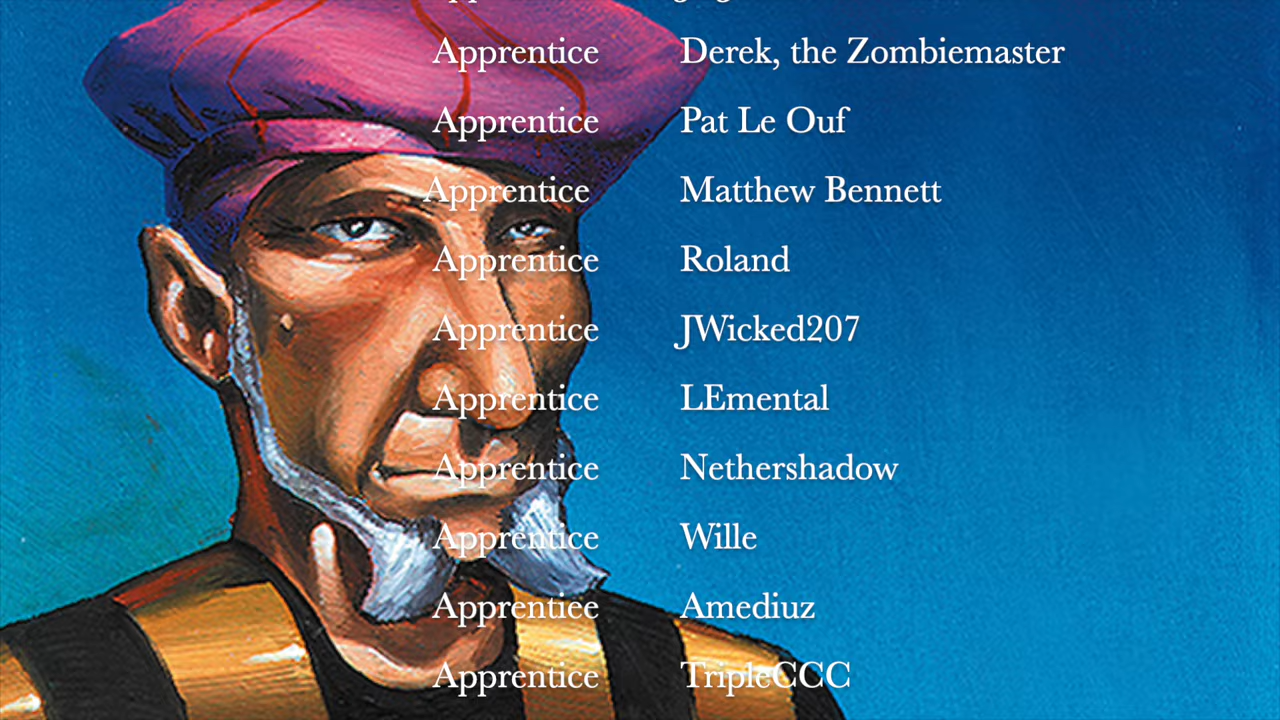 Apprentice Derek, the Zombiemaster
Apprentice Pat Le Ouf
Apprentice Matthew Bennett
Apprentice Roland
Apprentice JWicked207
Apprentice LEmental
Apprentice Nethershadow
Apprentice Wille
Apprentice Amediuz
Apprentice TripleCCC